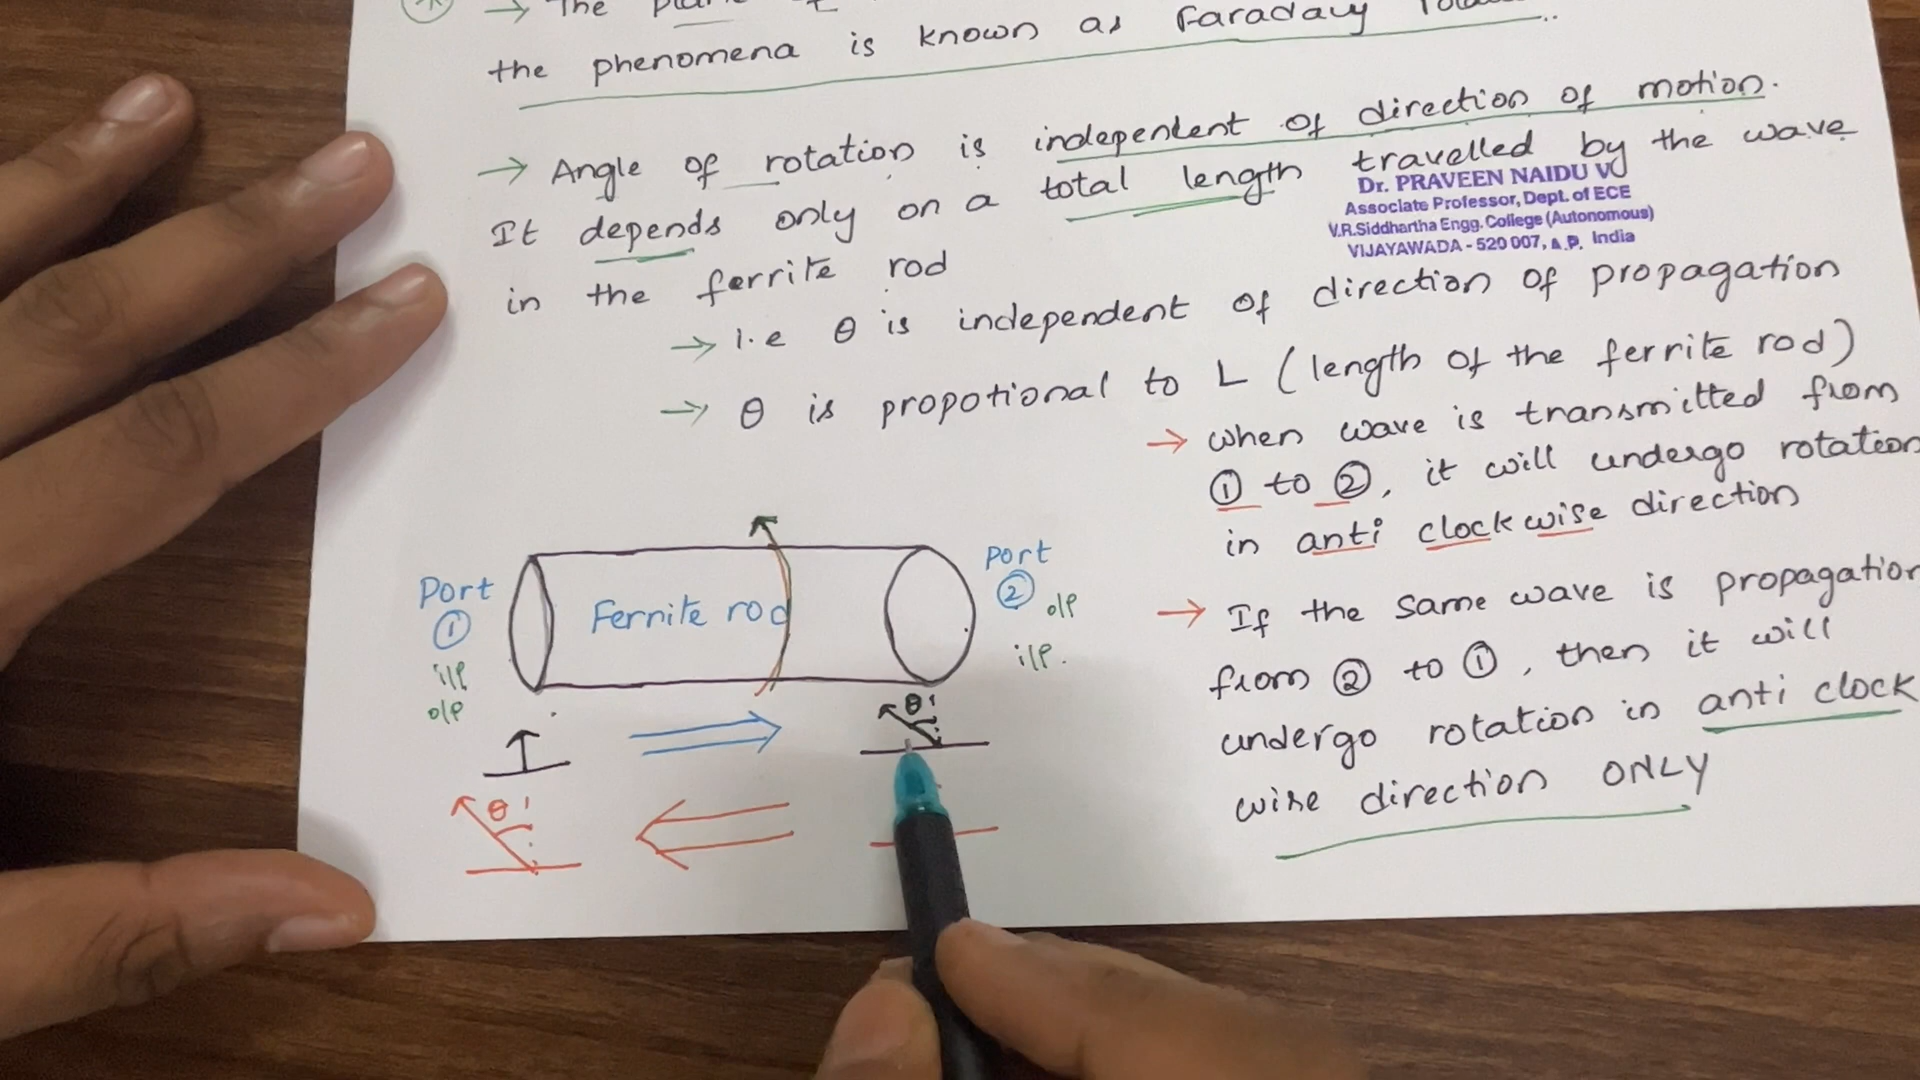 → The
the phenomena is known as Faraday
→ Angle of rotation is independent of direction of motion.
It depends only on a total length travelled by the wave
in the ferrite rod
Dr. PRAVEEN NAIDU V
Associate Professor, Dept. of ECE
V.R.Siddhartha Engg. College (Autonomous)
VIJAYAWADA - 520 007, A.P. India
→ i.e θ is independent of direction of propagation
→ θ is propotional to L (length of the ferrite rod)
→ when wave is transmitted from
① to ②, it will undergo rotation
in anti clockwise direction
→ If the same wave is propagation
from ② to ①, then it will
undergo rotation in anti clock
wise direction ONLY
Port
①
i/p
o/p
Ferrite rod
Port
②
o/p
i/p.
θ
θ